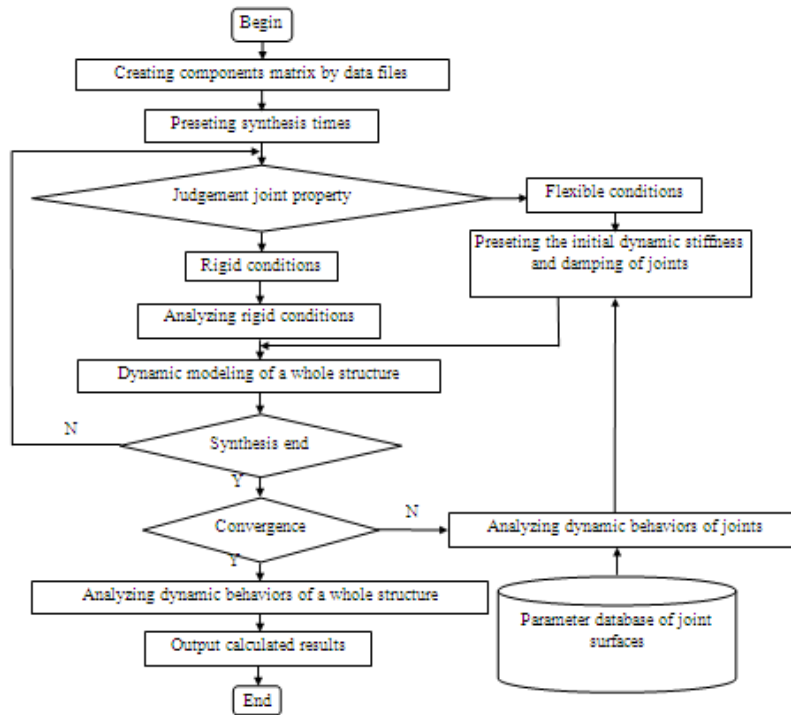 Begin
Creating components matrix by data files
Preseting synthesis times
Judgement joint property
Flexible conditions
Preseting the initial dynamic stiffness
and damping of joints
Rigid conditions
Analyzing rigid conditions
Dynamic modeling of a whole structure
N
Synthesis end
Y
Convergence
N
Analyzing dynamic behaviors of joints
Y
Analyzing dynamic behaviors of a whole structure
Parameter database of joint
surfaces
Output calculated results
End